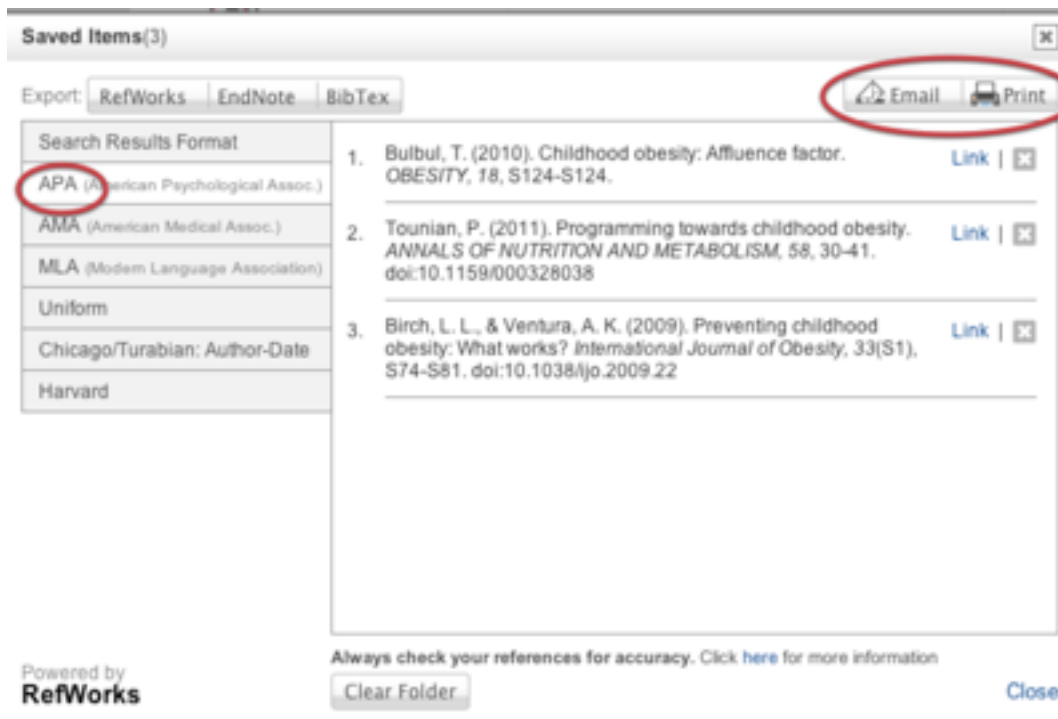 Saved Items(3)
Export: RefWorks EndNote BibTex
Email Print
Search Results Format
APA (American Psychological Assoc.)
AMA (American Medical Assoc.)
MLA (Modern Language Association)
Uniform
Chicago/Turabian: Author-Date
Harvard
1. Bulbul, T. (2010). Childhood obesity: Affluence factor. Link |
OBESITY, 18, S124-S124.
2. Tounian, P. (2011). Programming towards childhood obesity. Link |
ANNALS OF NUTRITION AND METABOLISM, 58, 30-41.
doi:10.1159/000328038
3. Birch, L. L., & Ventura, A. K. (2009). Preventing childhood Link |
obesity: What works? International Journal of Obesity, 33(S1),
S74-S81. doi:10.1038/ijo.2009.22
Always check your references for accuracy. Click here for more information
Powered by
RefWorks
Clear Folder
Close